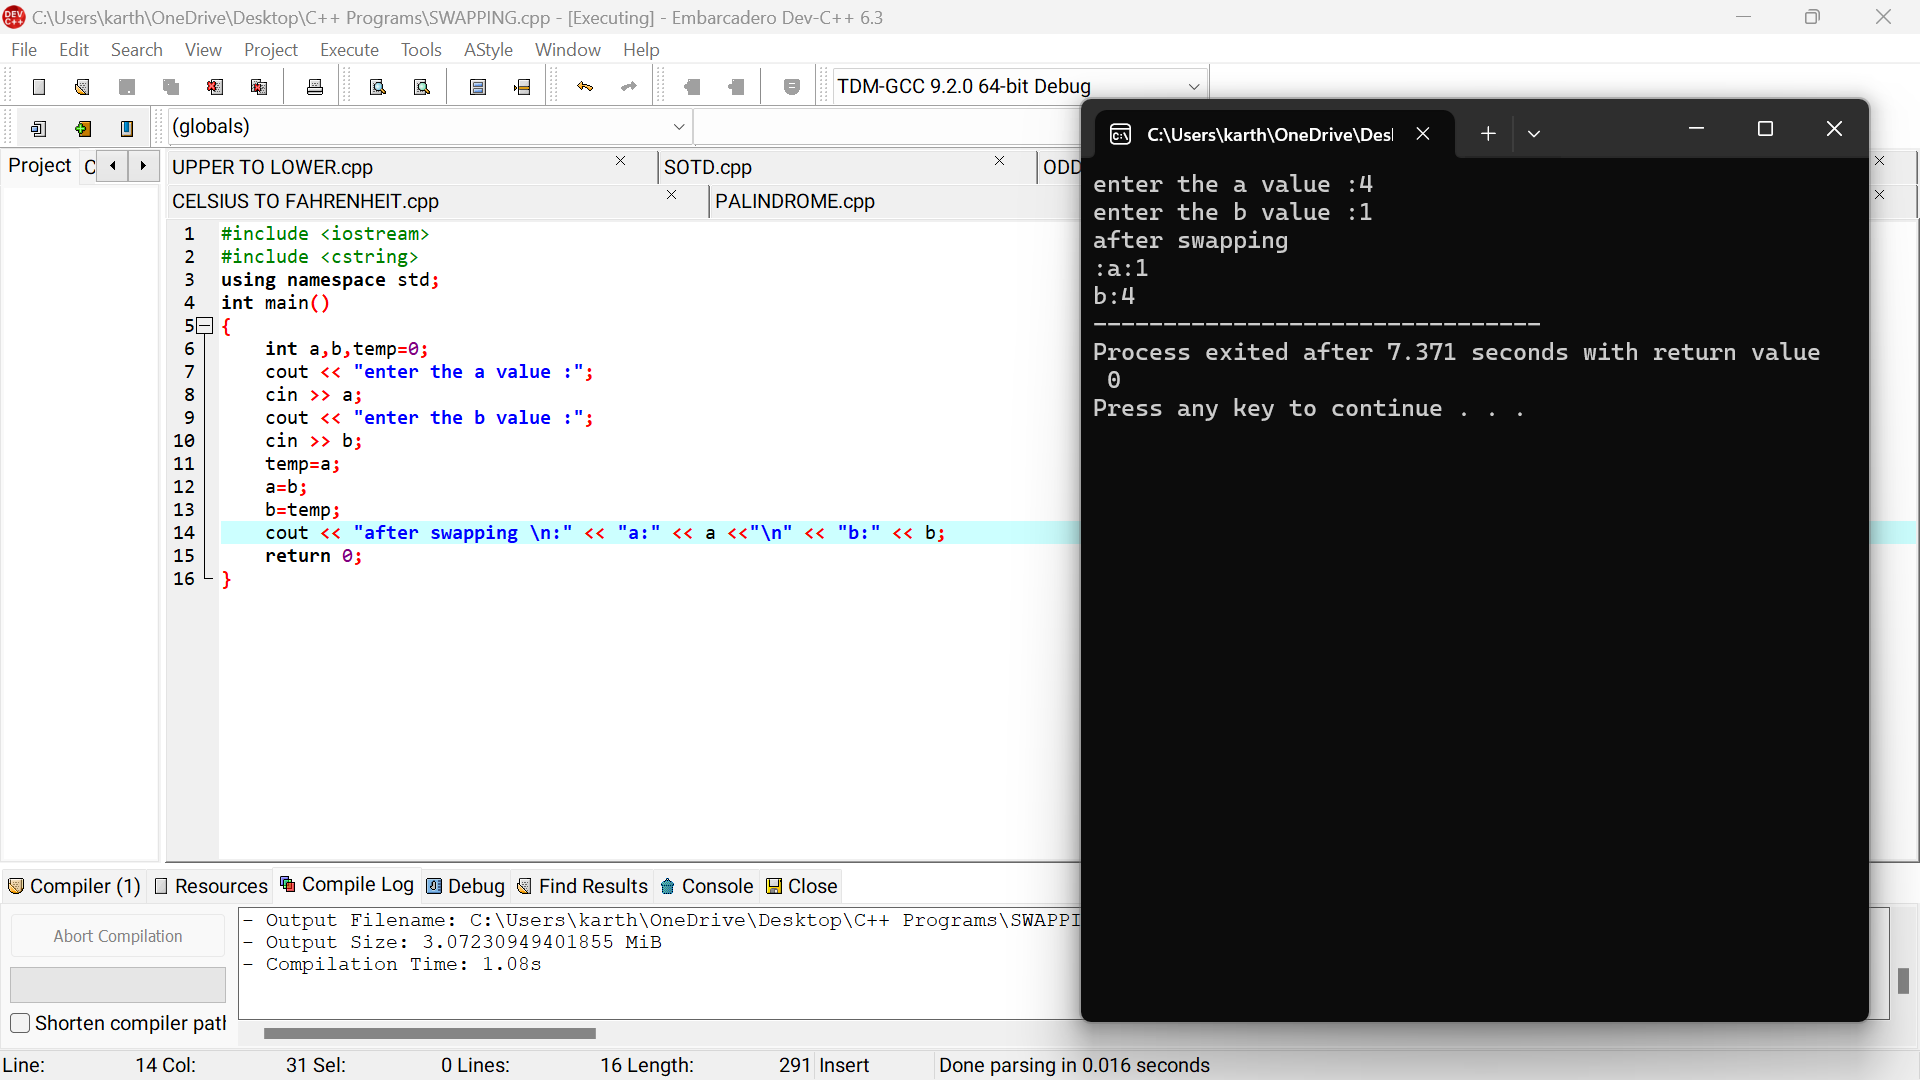 C:\Users\karth\OneDrive\Desktop\C++ Programs\SWAPPING.cpp - [Executing] - Embarcadero Dev-C++ 6.3
File Edit Search View Project Execute Tools AStyle Window Help
TDM-GCC 9.2.0 64-bit Debug
(globals)
Project C
UPPER TO LOWER.cpp SOTD.cpp ODD
CELSIUS TO FAHRENHEIT.cpp PALINDROME.cpp
1 #include <iostream>
2 #include <cstring>
3 using namespace std;
4 int main()
5 {
6 int a,b,temp=0;
7 cout << "enter the a value :";
8 cin >> a;
9 cout << "enter the b value :";
10 cin >> b;
11 temp=a;
12 a=b;
13 b=temp;
14 cout << "after swapping \n:" << "a:" << a <<"\n" << "b:" << b;
15 return 0;
16 }
C:\Users\karth\OneDrive\Des
enter the a value :4
enter the b value :1
after swapping
:a:1
b:4
--------------------------------
Process exited after 7.371 seconds with return value
0
Press any key to continue . . .
Compiler (1) Resources Compile Log Debug Find Results Console Close
Abort Compilation
Shorten compiler pat
- Output Filename: C:\Users\karth\OneDrive\Desktop\C++ Programs\SWAPPI
- Output Size: 3.07230949401855 MiB
- Compilation Time: 1.08s
Line: 14 Col: 31 Sel: 0 Lines: 16 Length: 291 Insert Done parsing in 0.016 seconds